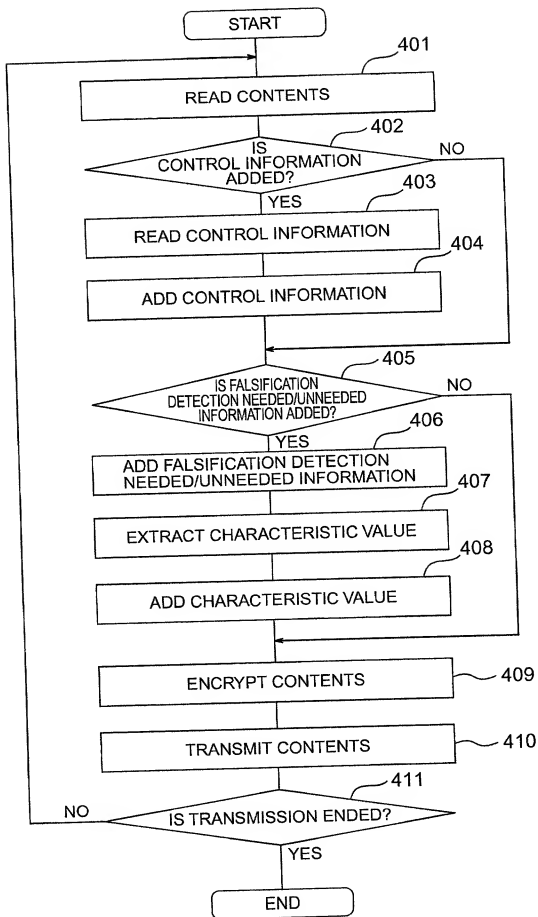 START
401
READ CONTENTS
402
IS
CONTROL INFORMATION
ADDED?
NO
YES
403
READ CONTROL INFORMATION
404
ADD CONTROL INFORMATION
405
IS FALSIFICATION
DETECTION NEEDED/UNNEEDED
INFORMATION ADDED?
NO
YES
406
ADD FALSIFICATION DETECTION
NEEDED/UNNEEDED INFORMATION
407
EXTRACT CHARACTERISTIC VALUE
408
ADD CHARACTERISTIC VALUE
ENCRYPT CONTENTS
409
TRANSMIT CONTENTS
410
411
NO
IS TRANSMISSION ENDED?
YES
END